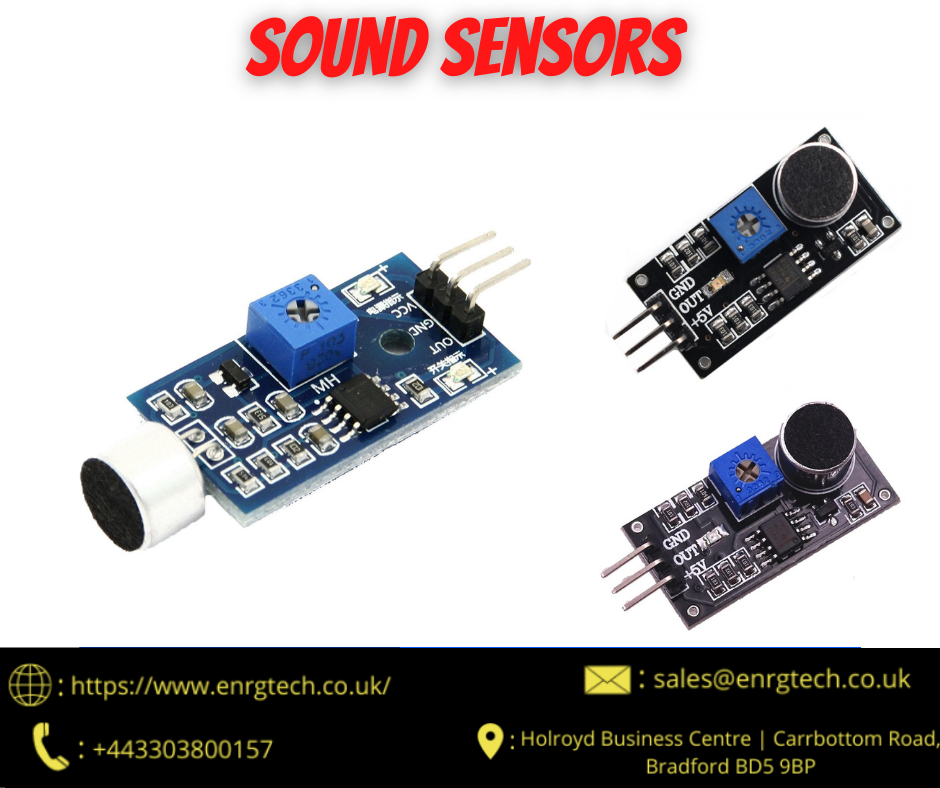 SOUND SENSORS
GND
OUT
+5V
VCC
GND
OUT
HW
GND
OUT
+5V
: https://www.enrgtech.co.uk/
: sales@enrgtech.co.uk
: +443303800157
: Holroyd Business Centre | Carrbottom Road,
Bradford BD5 9BP